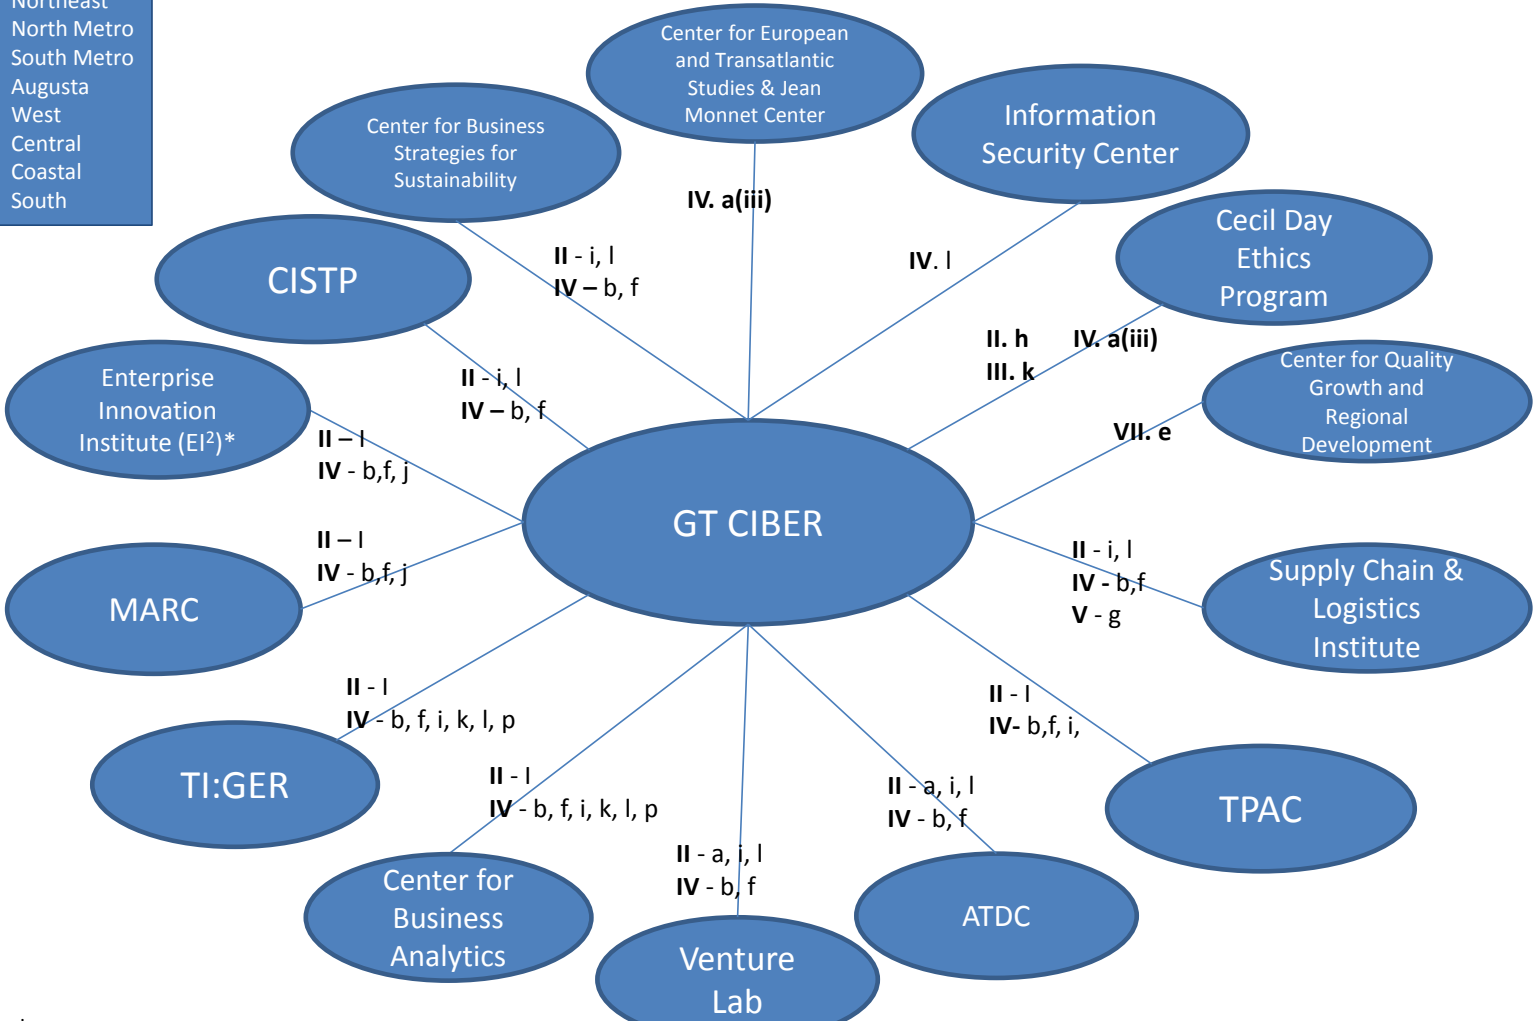 Northeast
North Metro
South Metro
Augusta
West
Central
Coastal
South
Center for European
and Transatlantic
Studies & Jean
Monnet Center
Information
Security Center
Center for Business
Strategies for
Sustainability
IV. a(iii)
Cecil Day
Ethics
Program
CISTP
II - i, l
IV – b, f
IV. l
II. h
III. k
IV. a(iii)
Enterprise
Innovation
Institute (EI²)*
II - i, l
IV – b, f
Center for Quality
Growth and
Regional
Development
VII. e
II – l
IV - b,f, j
GT CIBER
II – l
IV - b,f, j
MARC
II - i, l
IV - b,f
V - g
Supply Chain &
Logistics
Institute
II - l
IV - b, f, i, k, l, p
TI:GER
II - l
IV- b,f, i,
TPAC
II - l
IV - b, f, i, k, l, p
Center for
Business
Analytics
II - a, i, l
IV - b, f
Venture
Lab
II - a, i, l
IV - b, f
ATDC